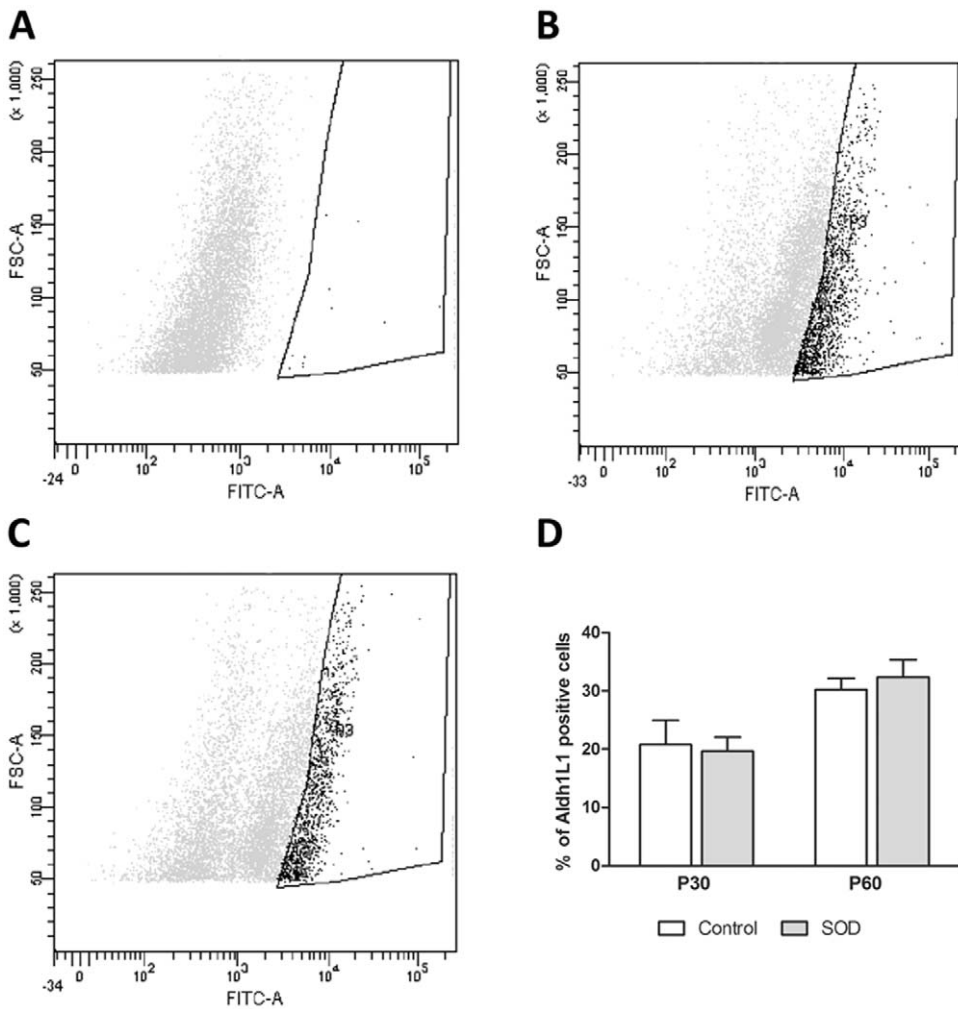 A
(x 1,000)
250
200
150
100
50
FSC-A
-24
0
10²
10³
10⁴
10⁵
FITC-A
B
(x 1,000)
250
200
150
100
50
FSC-A
P3
-33
0
10²
10³
10⁴
10⁵
FITC-A
C
(x 1,000)
250
200
150
100
50
FSC-A
P3
-34
0
10²
10³
10⁴
10⁵
FITC-A
D
% of Aldh1L1 positive cells
40
30
20
10
0
P30 P60
Control SOD